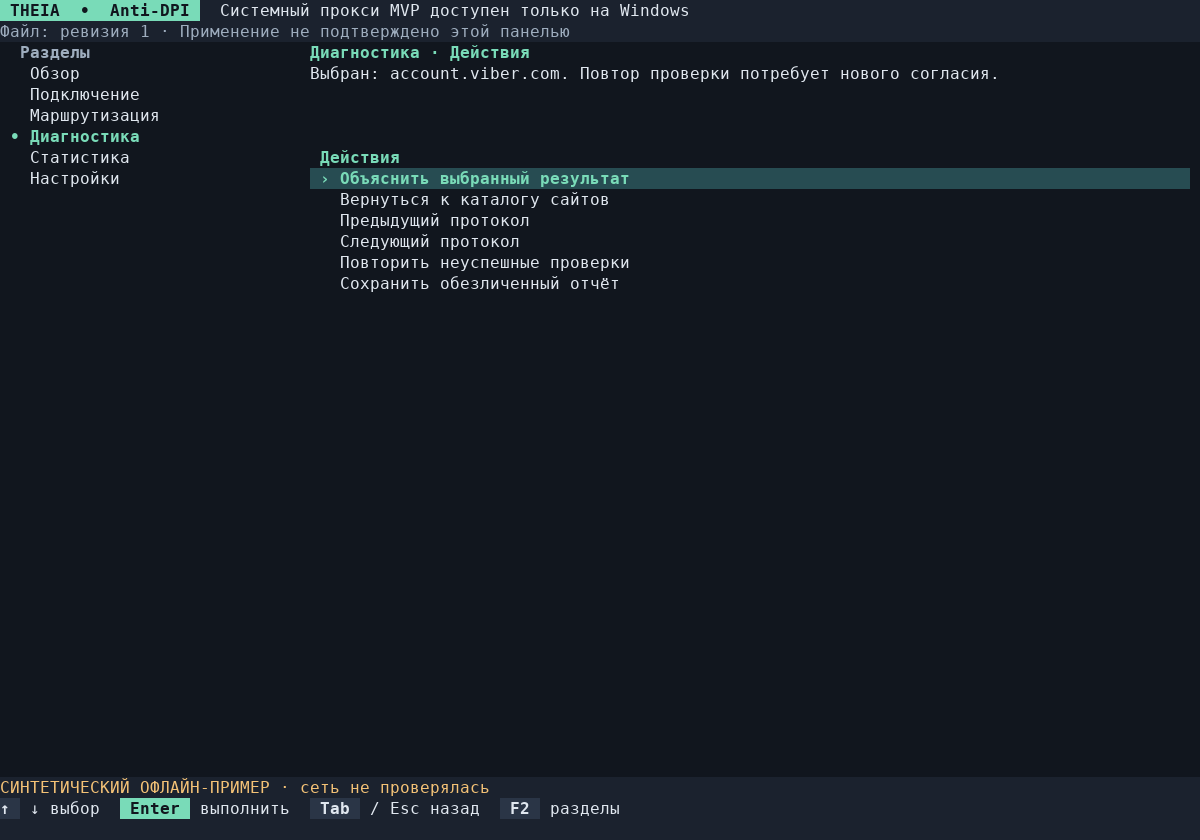 THEIA • Anti-DPI Системный прокси MVP доступен только на Windows
Файл: ревизия 1 · Применение не подтверждено этой панелью
Разделы
Обзор
Подключение
Маршрутизация
• Диагностика
Статистика
Настройки
Диагностика · Действия
Выбран: account.viber.com. Повтор проверки потребует нового согласия.
Действия
› Объяснить выбранный результат
Вернуться к каталогу сайтов
Предыдущий протокол
Следующий протокол
Повторить неуспешные проверки
Сохранить обезличенный отчёт
СИНТЕТИЧЕСКИЙ ОФЛАЙН-ПРИМЕР · сеть не проверялась
↑ ↓ выбор Enter выполнить Tab / Esc назад F2 разделы